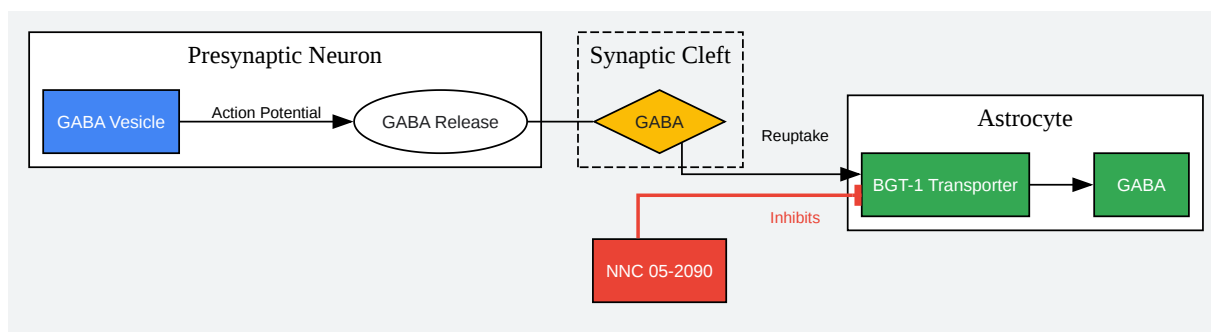 Presynaptic Neuron
GABA Vesicle
Action Potential
GABA Release
Synaptic Cleft
GABA
Reuptake
Astrocyte
BGT-1 Transporter
GABA
Inhibits
NNC 05-2090